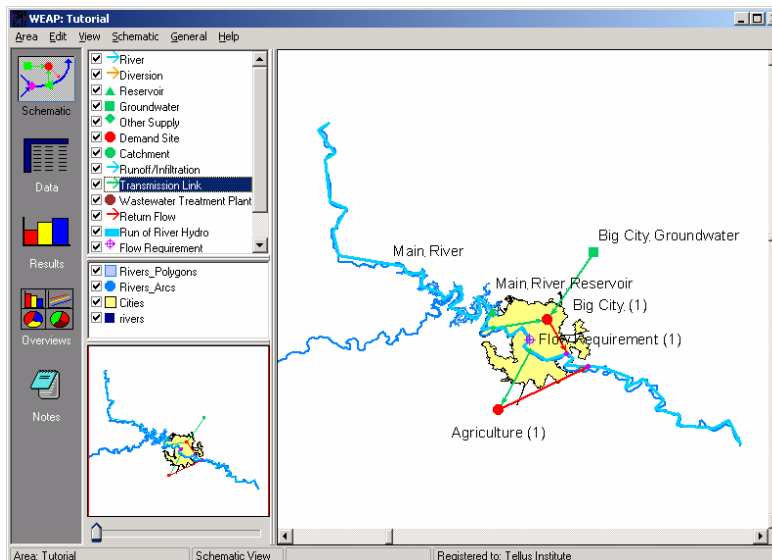 WEAP: Tutorial
Area Edit View Schematic General Help
Schematic
Data
Results
Overviews
Notes
River
Diversion
Reservoir
Groundwater
Other Supply
Demand Site
Catchment
Runoff/Infiltration
Transmission Link
Wastewater Treatment Plant
Return Flow
Run of River Hydro
Flow Requirement
Rivers_Polygons
Rivers_Arcs
Cities
rivers
Big City Groundwater
Main River
Main River Reservoir
Big City (1)
Flow Requirement (1)
Agriculture (1)
Area: Tutorial
Schematic View
Registered to: Tellus Institute